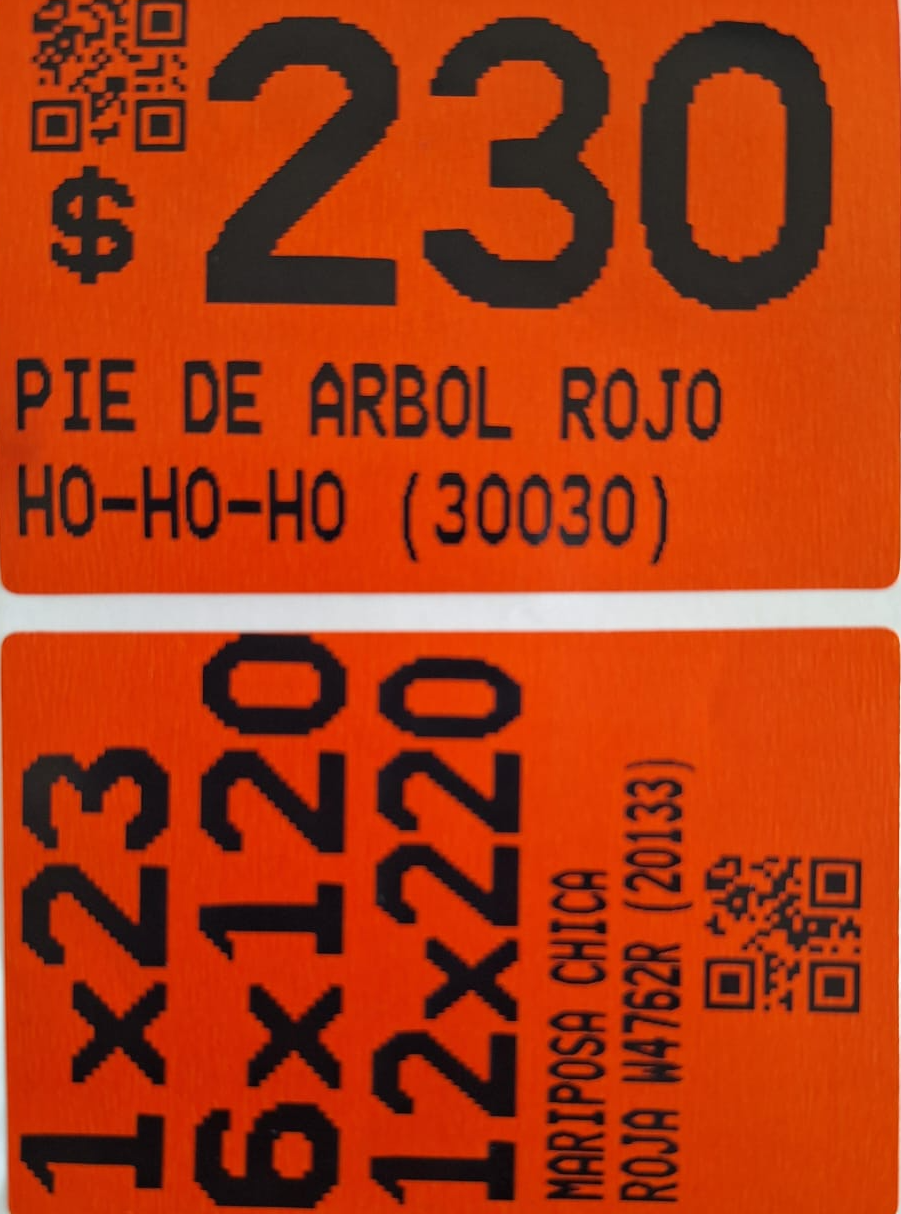 $230
PIE DE ARBOL ROJO
HO-HO-HO (30030)
1x23
6x120
12x220
MARIPOSA CHICA
ROJA W4762R (20133)